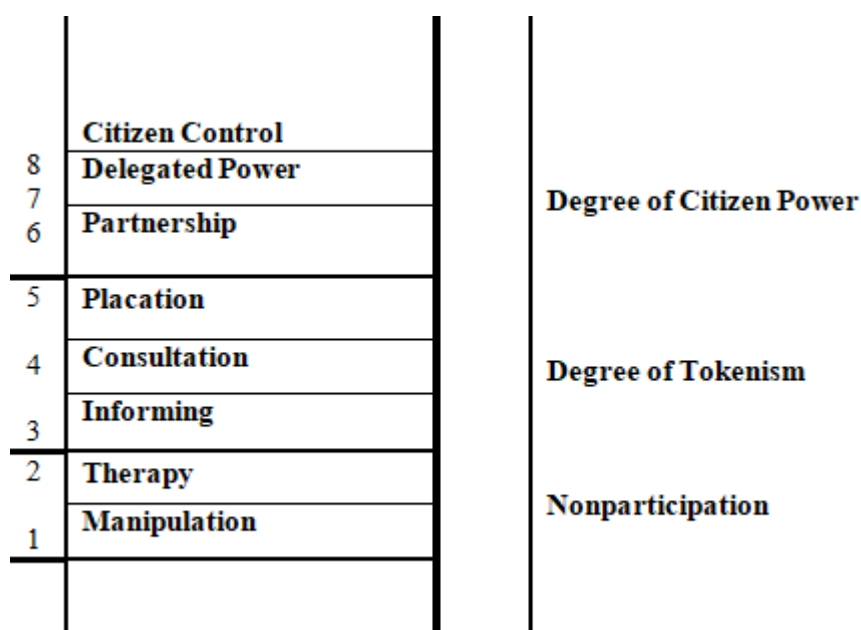 Citizen Control
8 Delegated Power
7 Degree of Citizen Power
6 Partnership
5 Placation
4 Consultation
Degree of Tokenism
Informing
3
2 Therapy
Nonparticipation
Manipulation
1